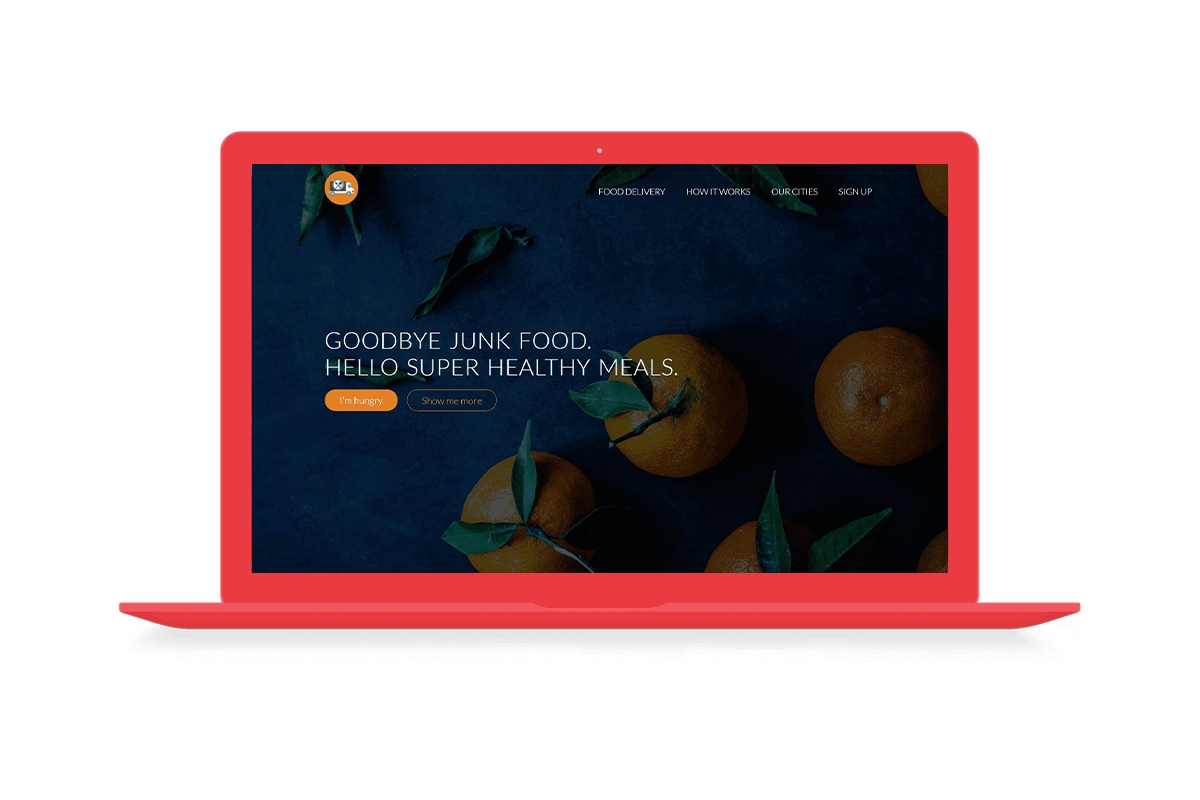 FOOD DELIVERY HOW IT WORKS OUR CITIES SIGN UP
GOODBYE JUNK FOOD.
HELLO SUPER HEALTHY MEALS.
I'm hungry Show me more